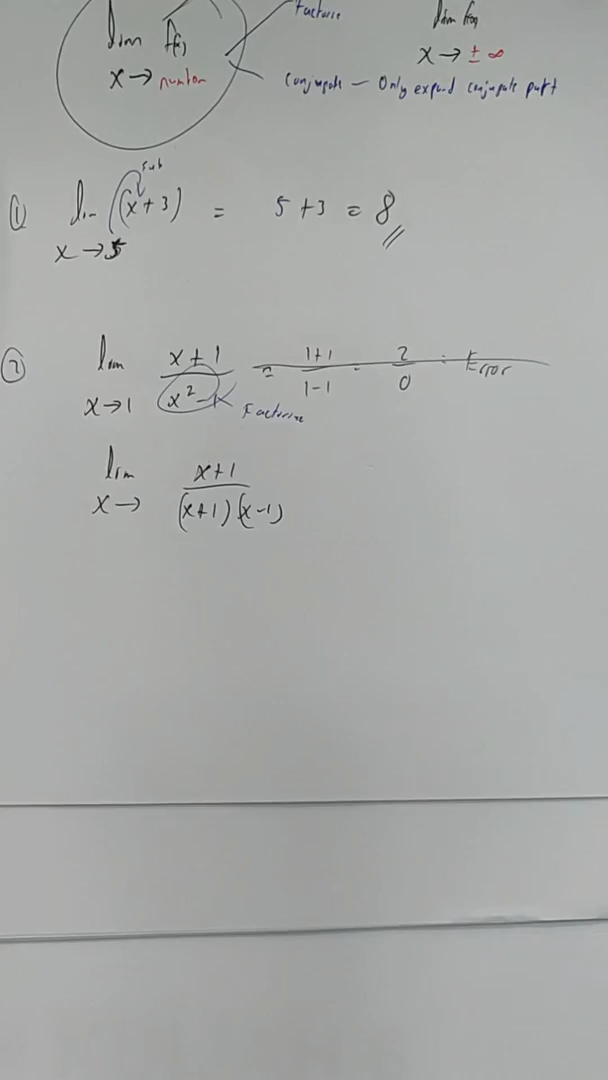 Factorise
lim f(x)
x → number
lim f(x)
x → ± ∞
Conjugate – Only expand conjugate part
sub
① lim (x + 3) = 5 + 3 = 8
x → 5
② lim x + 1 / x² - 1 = 1+1 / 1-1 = 2 / 0 = Error
x → 1
Factorise
lim x+1 / (x+1)(x-1)
x →